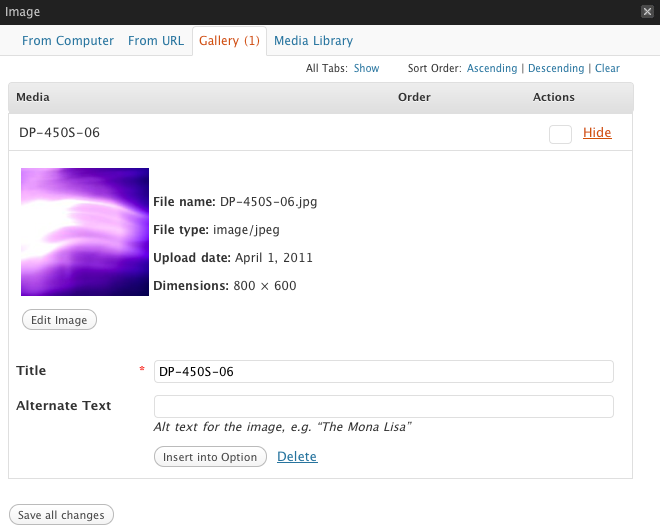 Image
From Computer From URL Gallery (1) Media Library
All Tabs: Show Sort Order: Ascending | Descending | Clear
Media Order Actions
DP-450S-06 Hide
File name: DP-450S-06.jpg
File type: image/jpeg
Upload date: April 1, 2011
Dimensions: 800 × 600
Edit Image
Title * DP-450S-06
Alternate Text
Alt text for the image, e.g. “The Mona Lisa”
Insert into Option Delete
Save all changes